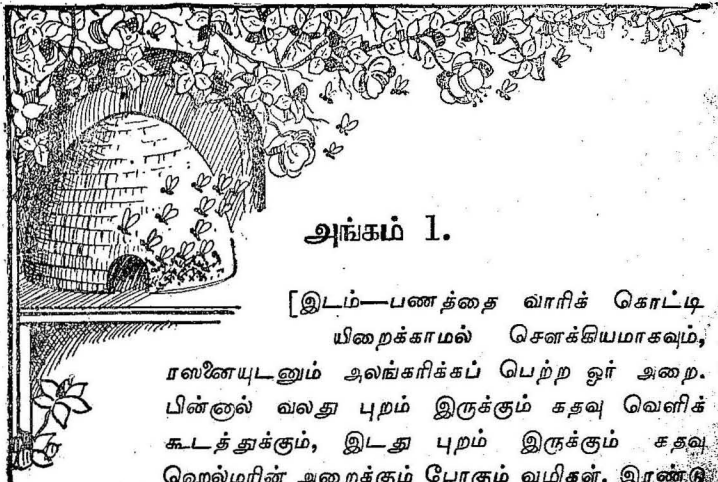 அங்கம் 1.
[இடம்—பணத்தை வாரிக் கொட்டி
யிறைக்காமல் சௌக்கியமாகவும்,
ரஸனையுடனும் அலங்கரிக்கப் பெற்ற ஓர் அறை.
பின்னால் வலது புறம் இருக்கும் கதவு வெளிக்
கூடத்துக்கும், இடது புறம் இருக்கும் கதவு
ஹெல்மரின் அறைக்கும் போகும் வழிகள். இரண்டு